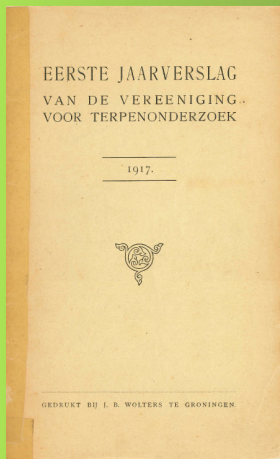 EERSTE JAARVERSLAG
VAN DE VEREENIGING
VOOR TERPENONDERZOEK
1917.
GEDRUKT BIJ J. B. WOLTERS TE GRONINGEN.